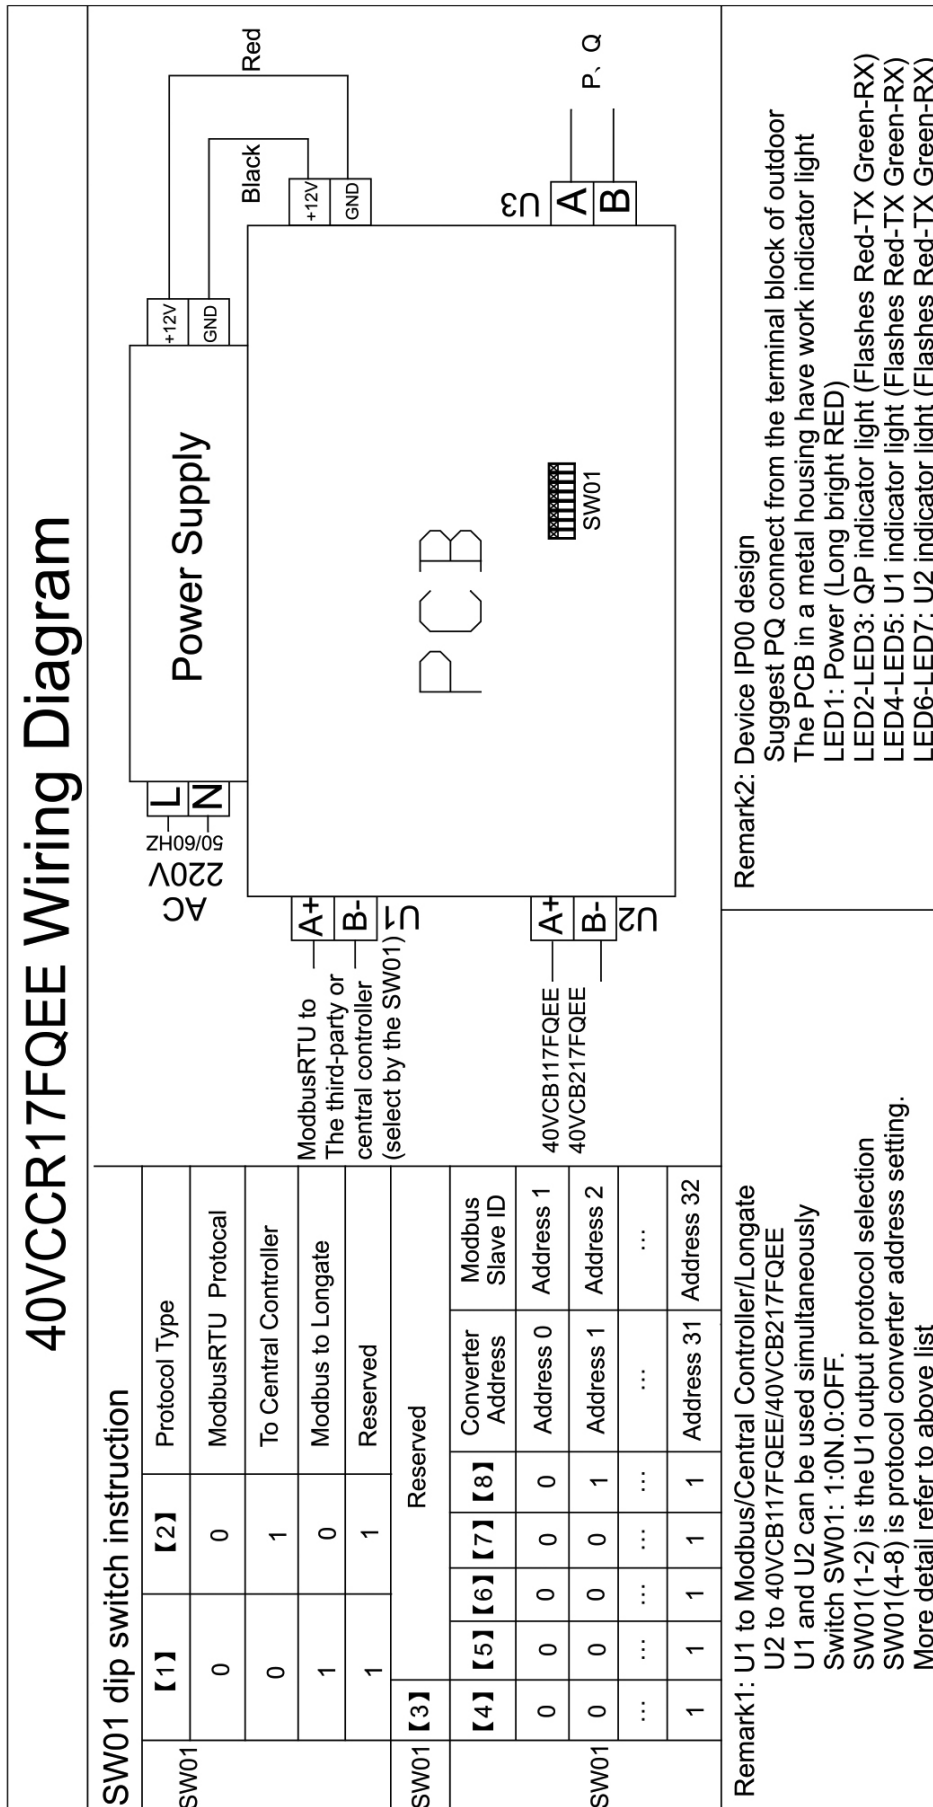 40VCCR17FQEE Wiring Diagram
SW01 dip switch instruction
SW01 【1】 【2】 Protocol Type
0 0 ModbusRTU Protocal
0 1 To Central Controller
1 0 Modbus to Longate
1 1 Reserved
SW01 【3】 Reserved
SW01 【4】 【5】 【6】 【7】 【8】 Converter Address Modbus Slave ID
0 0 0 0 0 Address 0 Address 1
0 0 0 0 1 Address 1 Address 2
... ... ... ... ... ... ...
1 1 1 1 1 Address 31 Address 32
AC
220V
50/60HZ
L
N
Power Supply
+12V
GND
Red
Black
+12V
GND
ModbusRTU to
The third-party or
central controller
(select by the SW01)
A+
B-
U1
40VCB117FQEE
40VCB217FQEE
A+
B-
U2
PCB
SW01
U3
A
B
P、Q
Remark1: U1 to Modbus/Central Controller/Longate
U2 to 40VCB117FQEE/40VCB217FQEE
U1 and U2 can be used simultaneously
Switch SW01: 1:0N.0:OFF.
SW01(1-2) is the U1 output protocol selection
SW01(4-8) is protocol converter address setting.
More detail refer to above list
Remark2: Device IP00 design
Suggest PQ connect from the terminal block of outdoor
The PCB in a metal housing have work indicator light
LED1: Power (Long bright RED)
LED2-LED3: QP indicator light (Flashes Red-TX Green-RX)
LED4-LED5: U1 indicator light (Flashes Red-TX Green-RX)
LED6-LED7: U2 indicator light (Flashes Red-TX Green-RX)